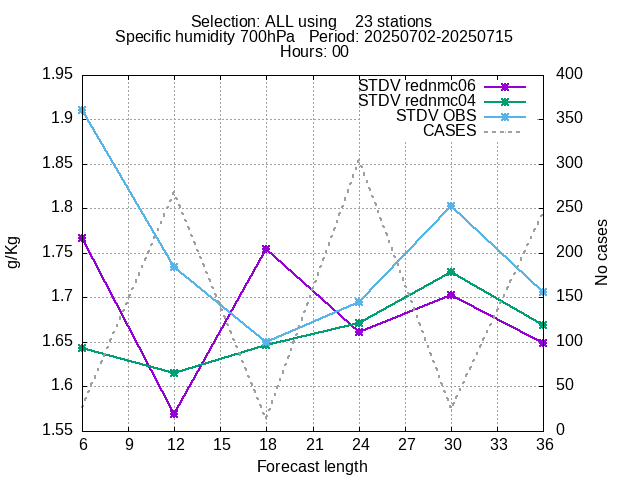 Selection: ALL using    23 stations
Specific humidity 700hPa   Period: 20250702-20250715
Hours: 00
STDV rednmc06
STDV rednmc04
STDV OBS
CASES
1.95
1.9
1.85
1.8
1.75
1.7
1.65
1.6
1.55
g/Kg
400
350
300
250
200
150
100
50
0
No cases
6 9 12 15 18 21 24 27 30 33 36
Forecast length